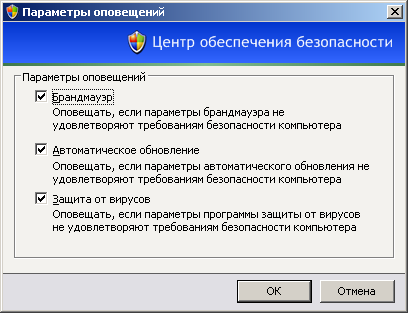 Параметры оповещений
Центр обеспечения безопасности
Параметры оповещений
Брандмауэр
Оповещать, если параметры брандмауэра не
удовлетворяют требованиям безопасности компьютера
Автоматическое обновление
Оповещать, если параметры автоматического обновления не
удовлетворяют требованиям безопасности компьютера
Защита от вирусов
Оповещать, если параметры программы защиты от вирусов
не удовлетворяют требованиям безопасности компьютера
ОК
Отмена